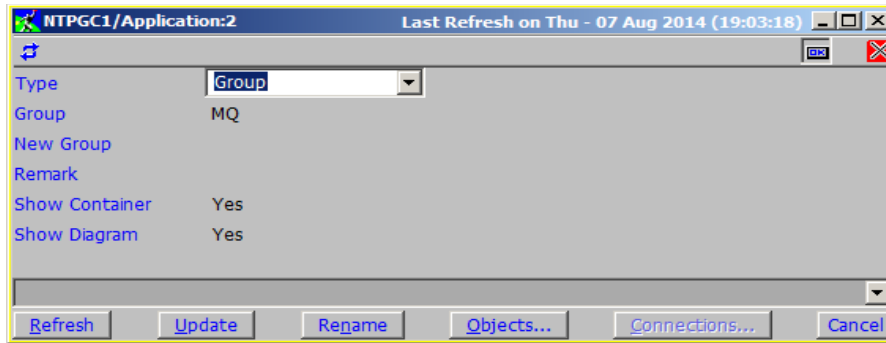 NTPGC1/Application:2 Last Refresh on Thu - 07 Aug 2014 (19:03:18)
OK
Type Group
Group MQ
New Group
Remark
Show Container Yes
Show Diagram Yes
Refresh Update Rename Objects... Connections... Cancel